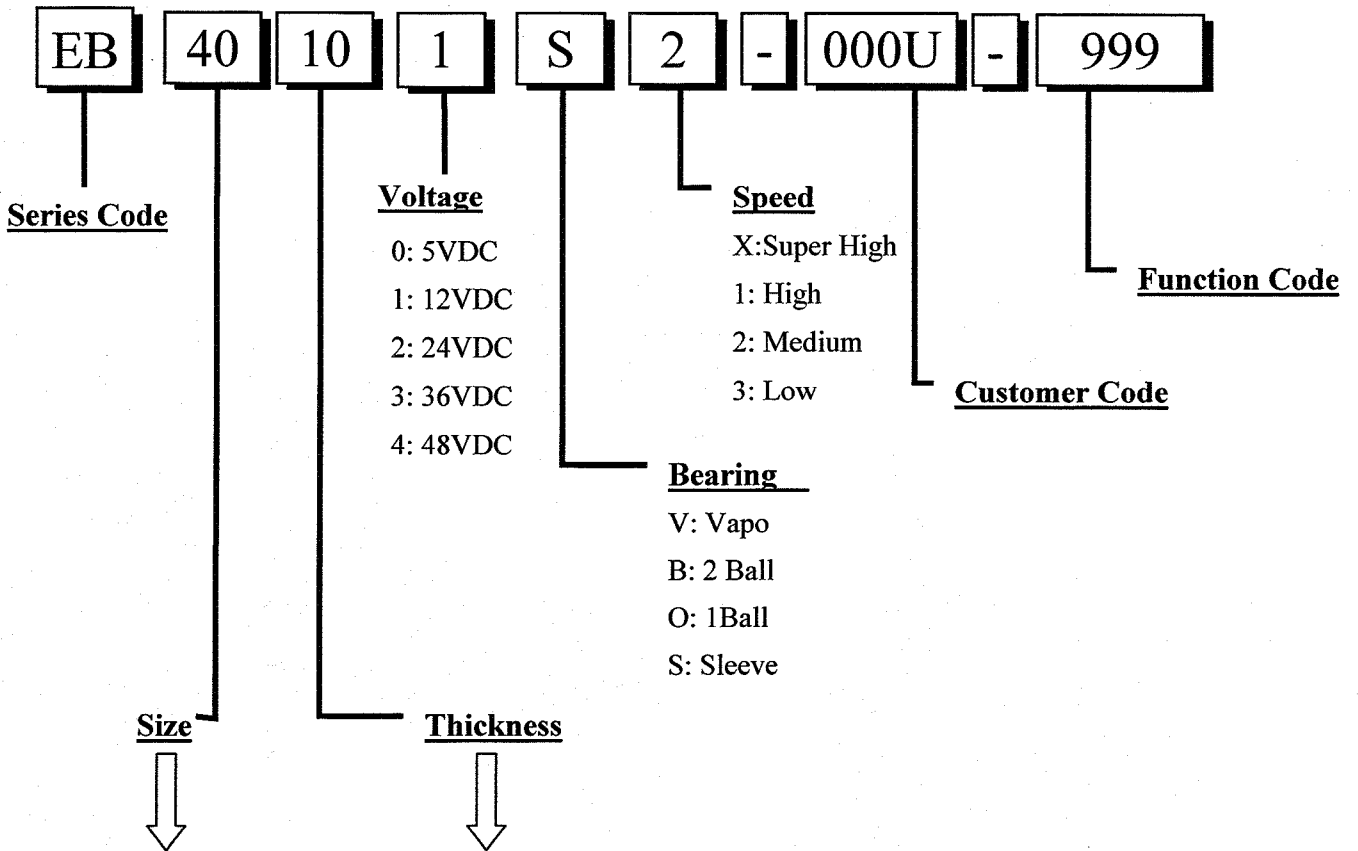 EB 40 10 1 S 2 - 000U - 999
Series Code
Voltage
0: 5VDC
1: 12VDC
2: 24VDC
3: 36VDC
4: 48VDC
Speed
X:Super High
1: High
2: Medium
3: Low
Function Code
Customer Code
Bearing
V: Vapo
B: 2 Ball
O: 1Ball
S: Sleeve
Size
Thickness